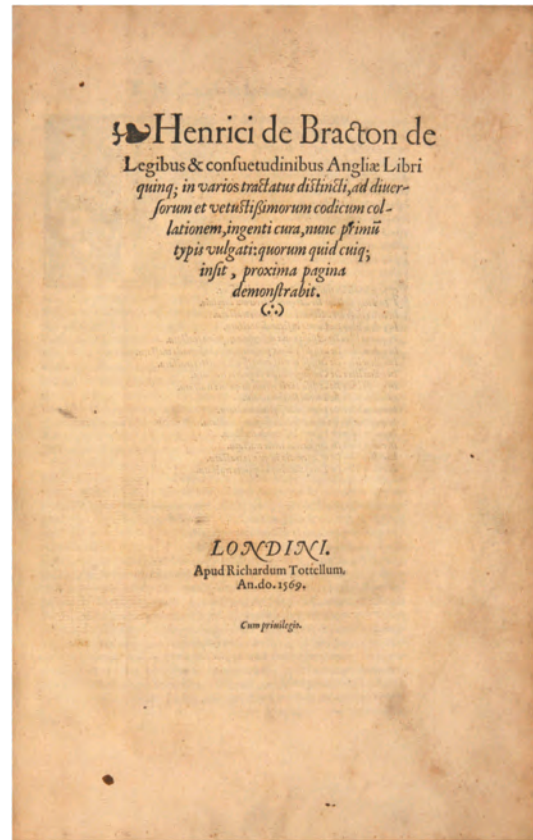 ❧Henrici de Bracton de
Legibus & conſuetudinibus Angliæ Libri
quinq; in varios tractatus diſtincti, ad diuer-
ſorum et vetuſtißimorum codicum col-
lationem, ingenti cura, nunc primū
typis vulgati: quorum quid cuiq;
inſit, proxima pagina
demonſtrabit.
(∴)
LONDINI.
Apud Richardum Tottellum.
An.do.1569.
Cum priuilegio.